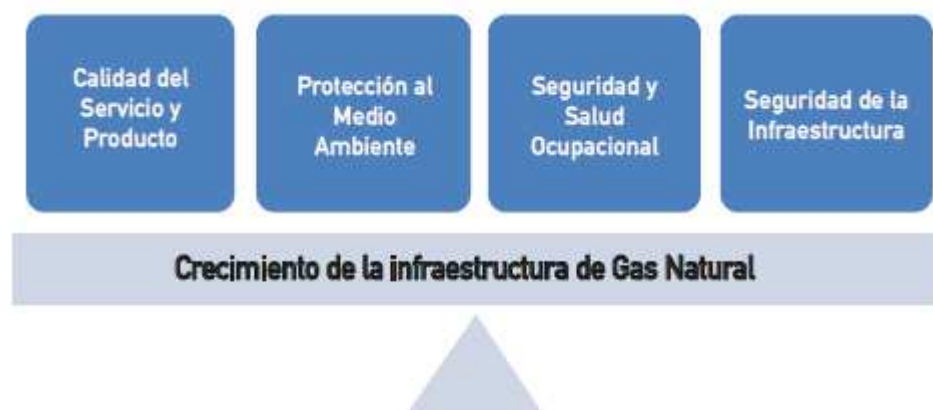 Calidad del
Servicio y
Producto
Protección al
Medio
Ambiente
Seguridad y
Salud
Ocupacional
Seguridad de la
Infraestructura
Crecimiento de la infraestructura de Gas Natural